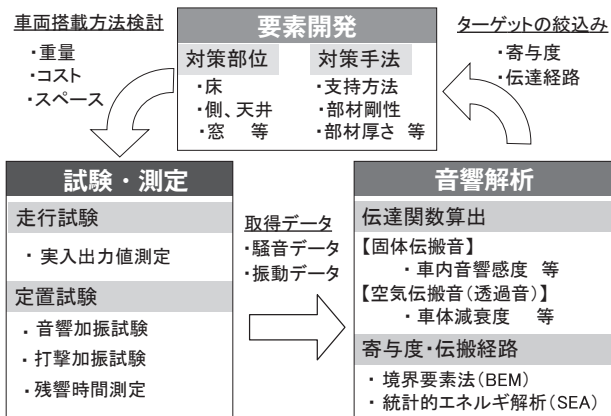 車両搭載方法検討
・重量
・コスト
・スペース
要素開発
対策部位
・床
・側、天井
・窓 等
対策手法
・支持方法
・部材剛性
・部材厚さ 等
ターゲットの絞込み
・寄与度
・伝達経路
試験・測定
走行試験
・実入出力値測定
定置試験
・音響加振試験
・打撃加振試験
・残響時間測定
取得データ
・騒音データ
・振動データ
音響解析
伝達関数算出
【固体伝搬音】
・車内音響感度 等
【空気伝搬音(透過音)】
・車体減衰度 等
寄与度・伝搬経路
・境界要素法(BEM)
・統計的エネルギ解析(SEA)